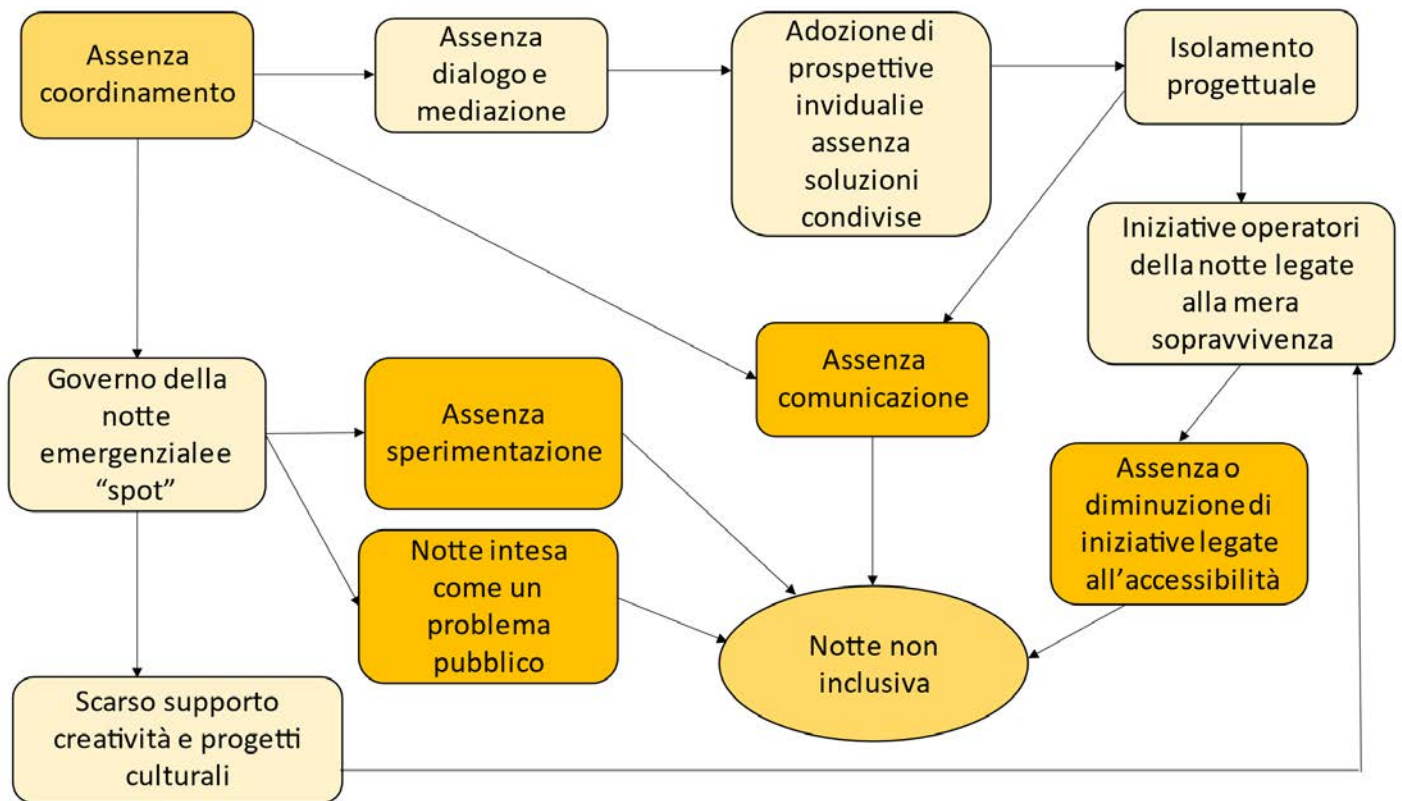 Assenza
coordinamento
Assenza
dialogo e
mediazione
Adozione di
prospettive
invidualie
assenza
soluzioni
condivise
Isolamento
progettuale
Iniziative operatori
della notte legate
alla mera
sopravvivenza
Governo della
notte
emergenzialee
“spot”
Assenza
sperimentazione
Assenza
comunicazione
Assenza o
diminuzione di
iniziative legate
all’accessibilità
Notte intesa
come un
problema
pubblico
Notte non
inclusiva
Scarso supporto
creatività e progetti
culturali